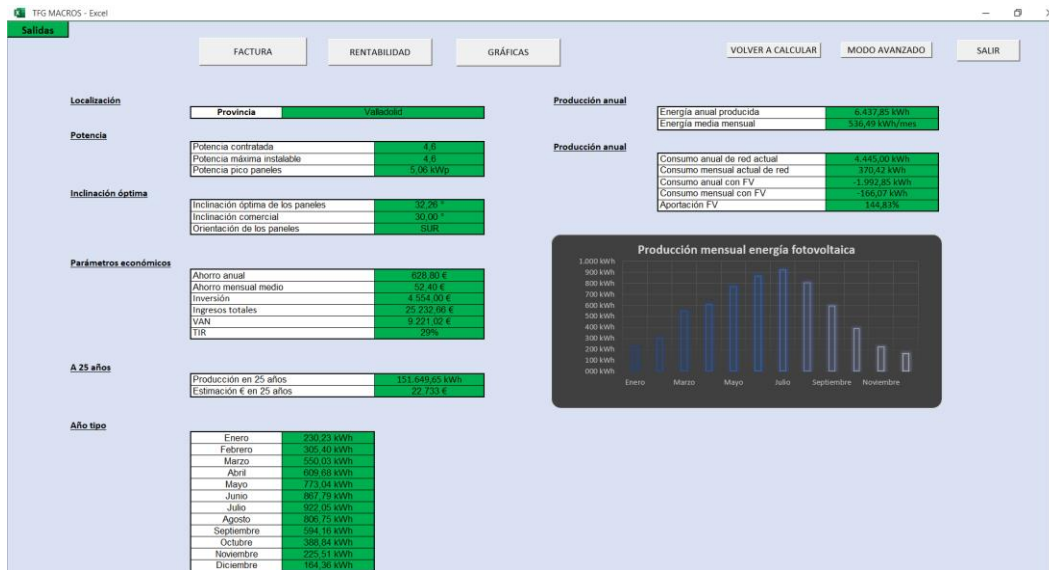 TFG MACROS - Excel
Salidas
FACTURA
RENTABILIDAD
GRÁFICAS
VOLVER A CALCULAR
MODO AVANZADO
SALIR
Localización
Provincia Valladolid
Potencia
Potencia contratada 4,6
Potencia máxima instalable 4,6
Potencia pico paneles 5,06 kWp
Inclinación óptima
Inclinación óptima de los paneles 32,26 °
Inclinación comercial 30,00 °
Orientación de los paneles SUR
Parámetros económicos
Ahorro anual 628,80 €
Ahorro mensual medio 52,40 €
Inversión 4.554,00 €
Ingresos totales 25.232,66 €
VAN 9.221,02 €
TIR 29%
A 25 años
Producción en 25 años 151.649,65 kWh
Estimación € en 25 años 22.733 €
Año tipo
Enero 230,23 kWh
Febrero 305,40 kWh
Marzo 550,03 kWh
Abril 609,68 kWh
Mayo 773,04 kWh
Junio 867,79 kWh
Julio 922,05 kWh
Agosto 806,75 kWh
Septiembre 594,16 kWh
Octubre 388,84 kWh
Noviembre 225,51 kWh
Diciembre 164,36 kWh
Producción anual
Energía anual producida 6.437,85 kWh
Energía media mensual 536,49 kWh/mes
Producción anual
Consumo anual de red actual 4.445,00 kWh
Consumo mensual actual de red 370,42 kWh
Consumo anual con FV -1.992,85 kWh
Consumo mensual con FV -166,07 kWh
Aportación FV 144,83%
Producción mensual energía fotovoltaica
1.000 kWh
900 kWh
800 kWh
700 kWh
600 kWh
500 kWh
400 kWh
300 kWh
200 kWh
100 kWh
000 kWh
Enero Marzo Mayo Julio Septiembre Noviembre